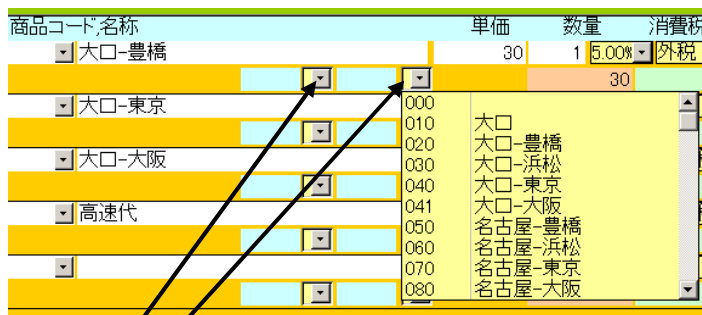 商品コード,名称 単価 数量 消費税
大口-豊橋 30 1 5.00% 外税
30
大口-東京
大口-大阪
高速代
000
010 大口
020 大口-豊橋
030 大口-浜松
040 大口-東京
041 大口-大阪
050 名古屋-豊橋
060 名古屋-浜松
070 名古屋-東京
080 名古屋-大阪